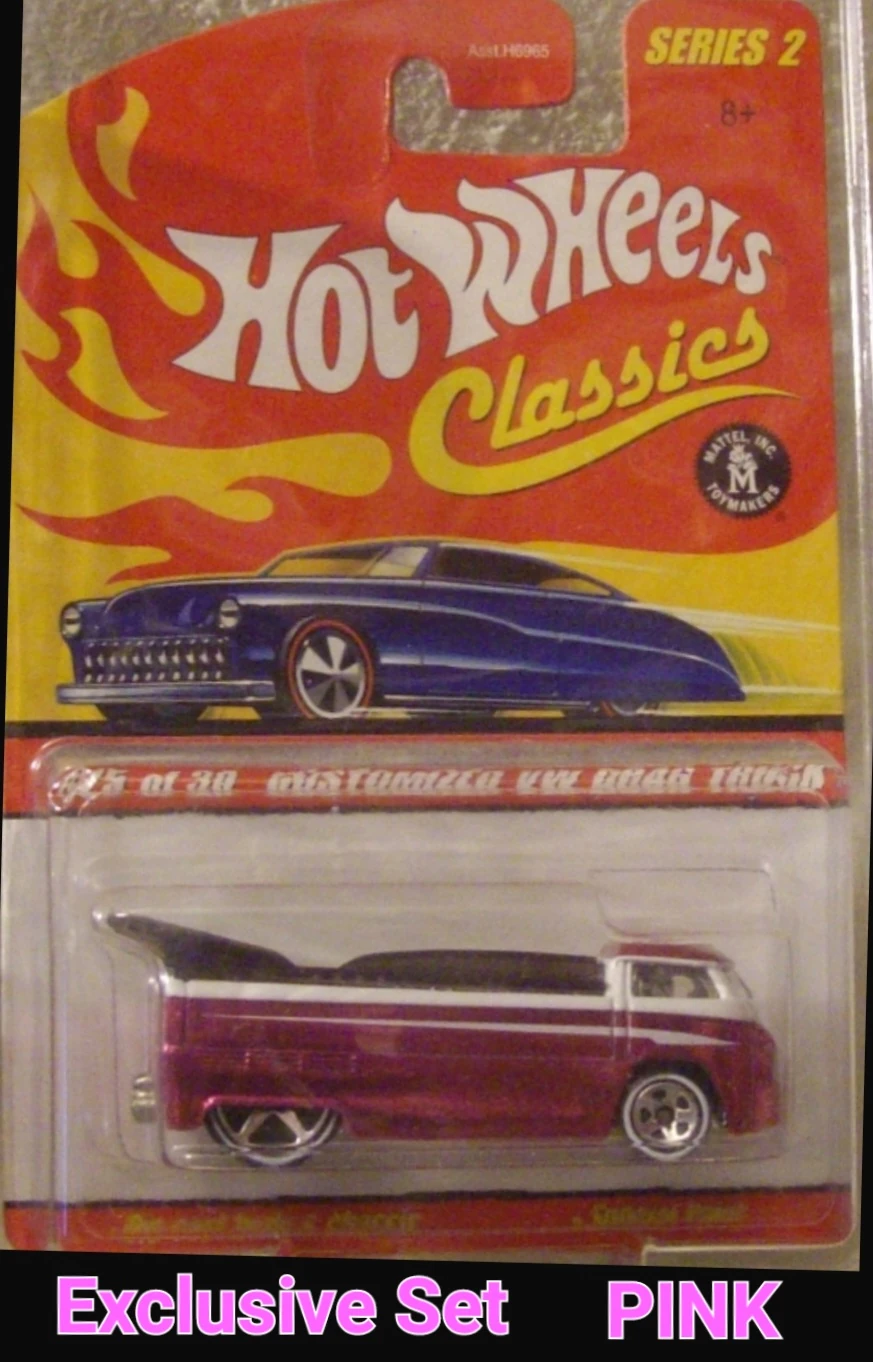 Asst.H6965
SERIES 2
8+
Hot Wheels
Classics
MATTEL, INC.
M
TOYMAKERS
of 30 CUSTOMIZED VW DRAG TRUCK
Exclusive Set PINK